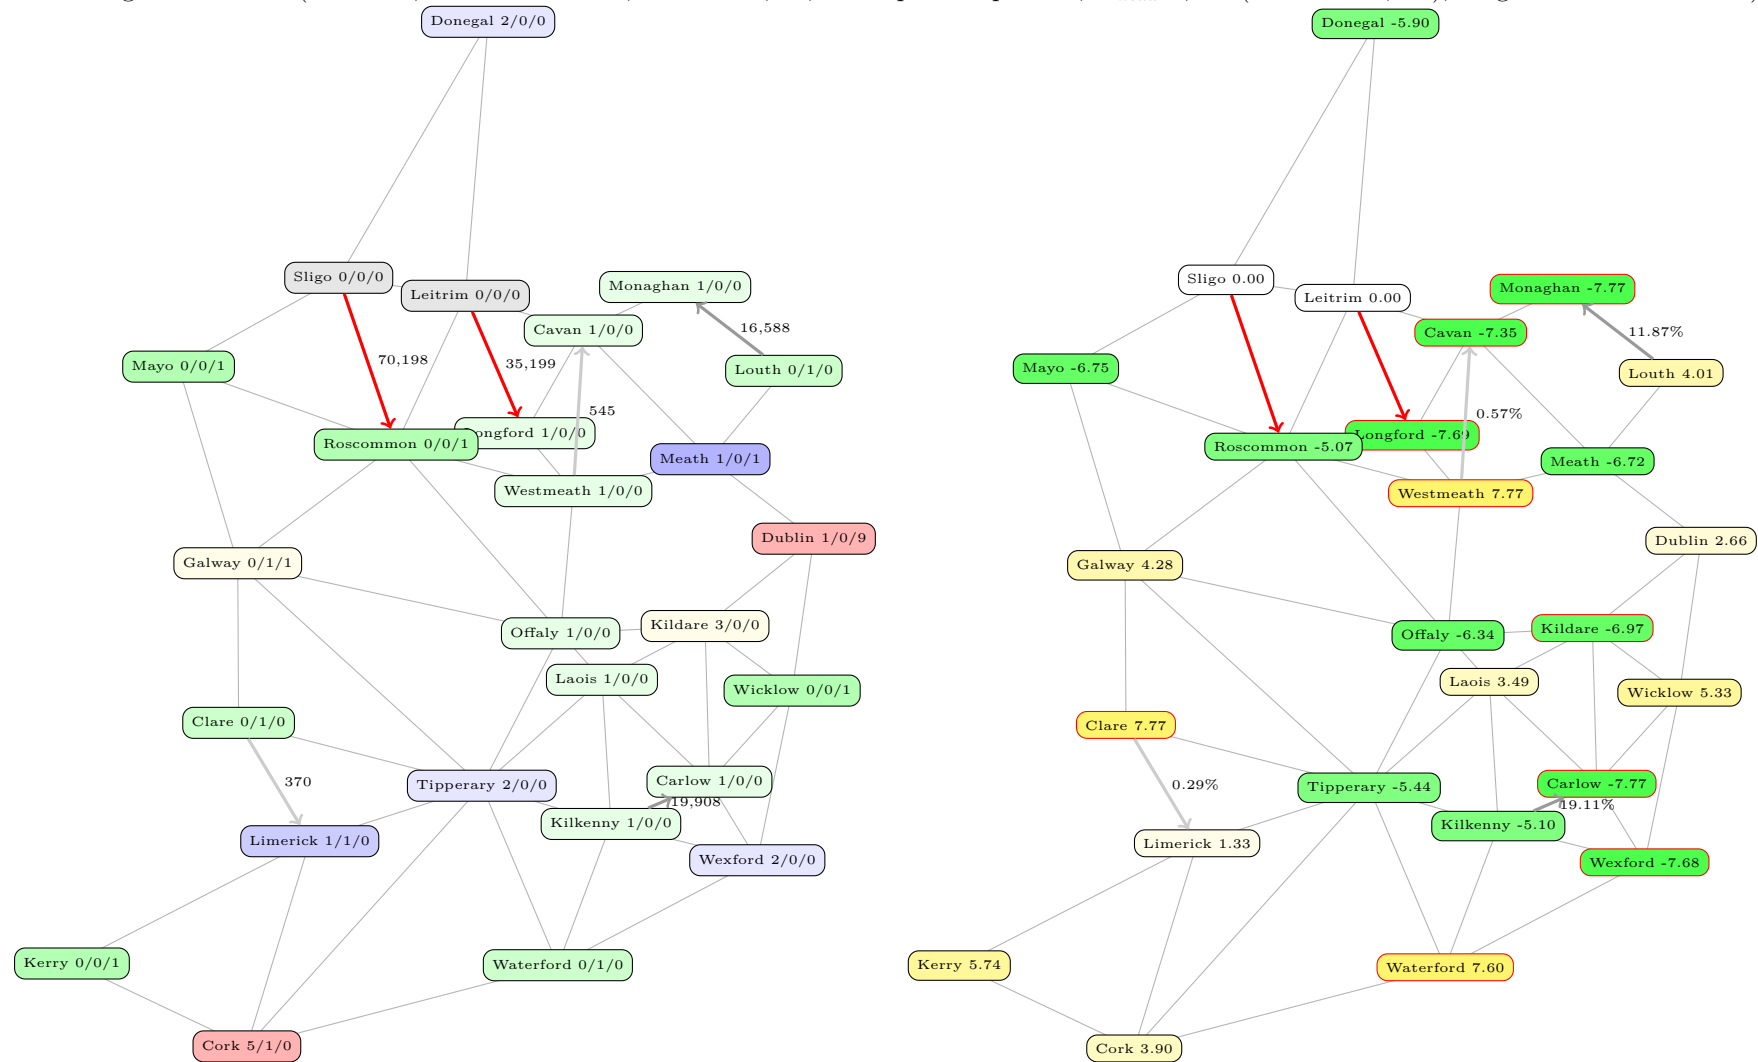 Donegal 2/0/0
Donegal -5.90
Sligo 0/0/0
Leitrim 0/0/0
Monaghan 1/0/0
Cavan 1/0/0
16,588
Louth 0/1/0
Mayo 0/0/1
70,198
35,199
545
Roscommon 0/0/1
1/0/0
Meath 1/0/1
Westmeath 1/0/0
Dublin 1/0/9
Galway 0/1/1
Offaly 1/0/0
Kildare 3/0/0
Laois 1/0/0
Wicklow 0/0/1
Clare 0/1/0
370
Tipperary 2/0/0
Carlow 1/0/0
19,908
Kilkenny 1/0/0
Limerick 1/1/0
Wexford 2/0/0
Kerry 0/0/1
Waterford 0/1/0
Cork 5/1/0
Sligo 0.00
Leitrim 0.00
Monaghan -7.77
Cavan -7.35
11.87%
Louth 4.01
Mayo -6.75
0.57%
Roscommon -5.07
Longford -7.69
Meath -6.72
Westmeath 7.77
Dublin 2.66
Galway 4.28
Offaly -6.34
Kildare -6.97
Laois 3.49
Wicklow 5.33
Clare 7.77
0.29%
Tipperary -5.44
Carlow -7.77
19.11%
Kilkenny -5.10
Limerick 1.33
Wexford -7.68
Kerry 5.74
Waterford 7.60
Cork 3.90